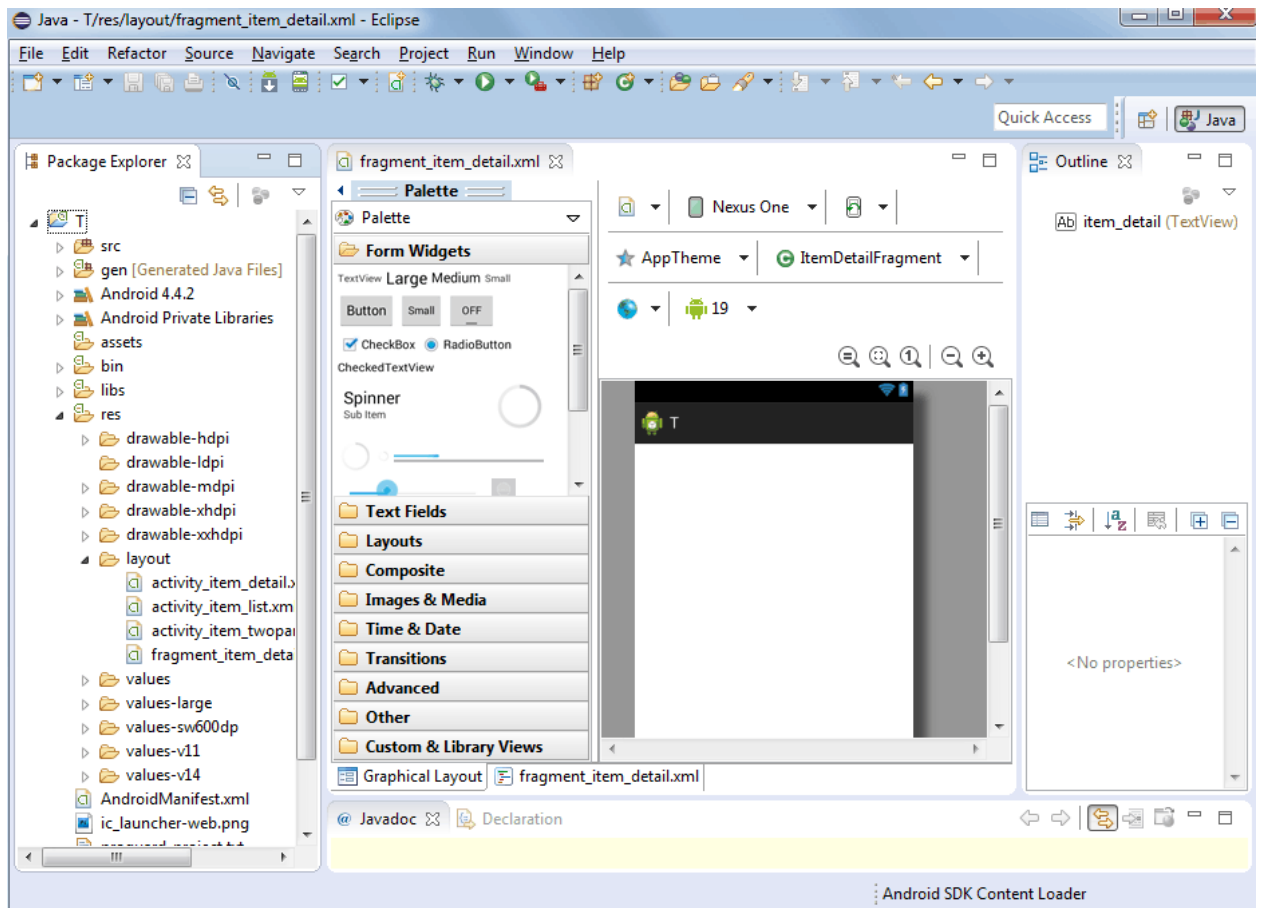 Java - T/res/layout/fragment_item_detail.xml - Eclipse
File Edit Refactor Source Navigate Search Project Run Window Help
Quick Access
Java
Package Explorer
T
src
gen [Generated Java Files]
Android 4.4.2
Android Private Libraries
assets
bin
libs
res
drawable-hdpi
drawable-ldpi
drawable-mdpi
drawable-xhdpi
drawable-xxhdpi
layout
activity_item_detail.x
activity_item_list.xm
activity_item_twopa
fragment_item_deta
values
values-large
values-sw600dp
values-v11
values-v14
AndroidManifest.xml
ic_launcher-web.png
fragment_item_detail.xml
Palette
Palette
Form Widgets
TextView Large Medium Small
Button Small OFF
CheckBox RadioButton
CheckedTextView
Spinner
Sub Item
Text Fields
Layouts
Composite
Images & Media
Time & Date
Transitions
Advanced
Other
Custom & Library Views
Graphical Layout fragment_item_detail.xml
Nexus One
AppTheme ItemDetailFragment
19
T
Outline
Ab item_detail (TextView)
<No properties>
@ Javadoc Declaration
Android SDK Content Loader